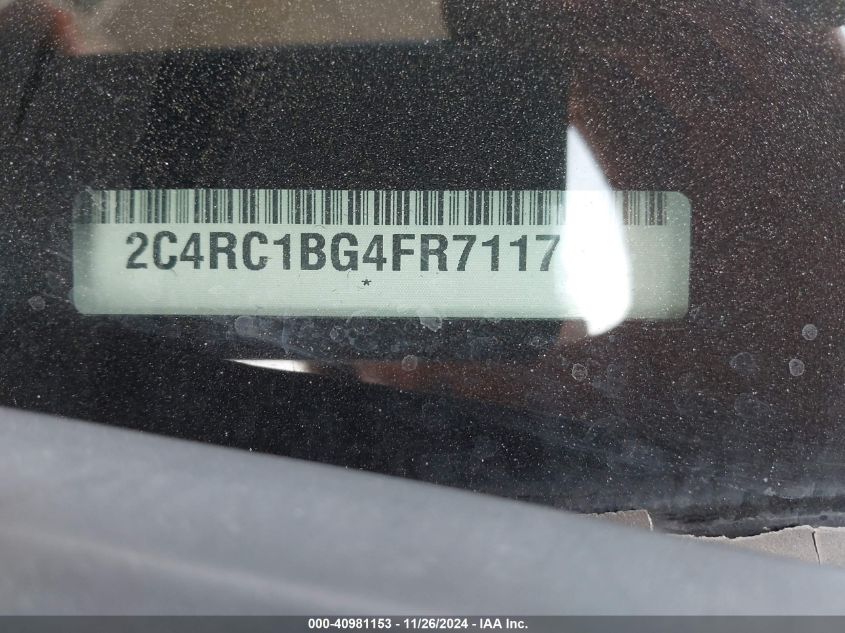 2C4RC1BG4FR7117
*
000-40981153 - 11/26/2024 - IAA Inc.